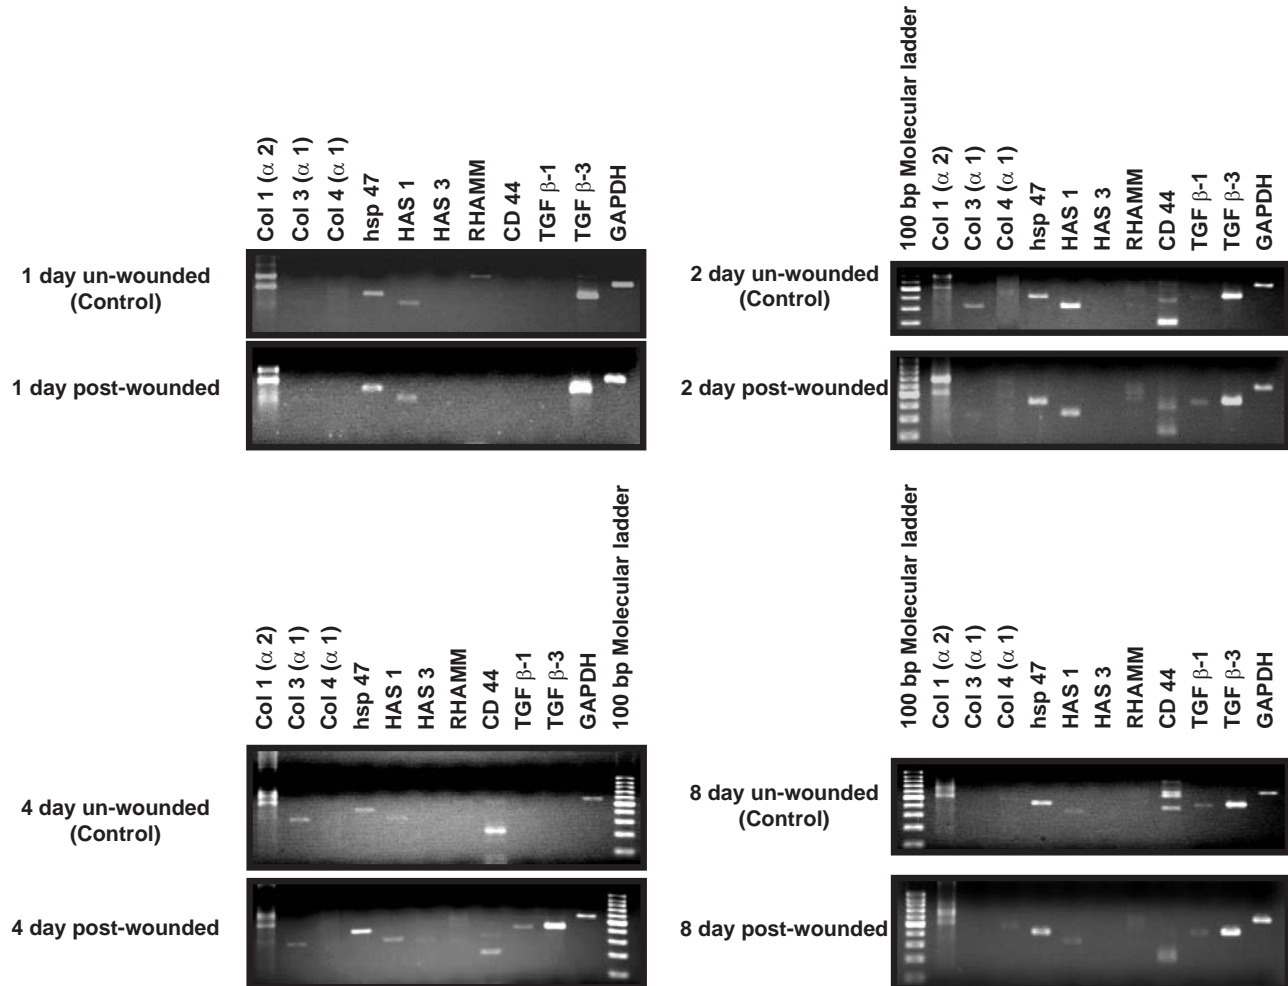 Col 1 (α 2)
Col 3 (α 1)
Col 4 (α 1)
hsp 47
HAS 1
HAS 3
RHAMM
CD 44
TGF β-1
TGF β-3
GAPDH
1 day un-wounded
(Control)
1 day post-wounded
100 bp Molecular ladder
Col 1 (α 2)
Col 3 (α 1)
Col 4 (α 1)
hsp 47
HAS 1
HAS 3
RHAMM
CD 44
TGF β-1
TGF β-3
GAPDH
2 day un-wounded
(Control)
2 day post-wounded
Col 1 (α 2)
Col 3 (α 1)
Col 4 (α 1)
hsp 47
HAS 1
HAS 3
RHAMM
CD 44
TGF β-1
TGF β-3
GAPDH
100 bp Molecular ladder
4 day un-wounded
(Control)
4 day post-wounded
100 bp Molecular ladder
Col 1 (α 2)
Col 3 (α 1)
Col 4 (α 1)
hsp 47
HAS 1
HAS 3
RHAMM
CD 44
TGF β-1
TGF β-3
GAPDH
8 day un-wounded
(Control)
8 day post-wounded